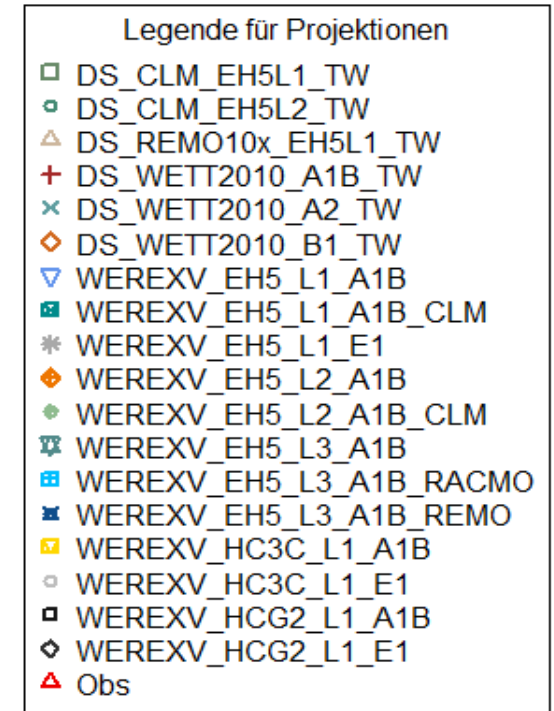 Legende für Projektionen
DS_CLM_EH5L1_TW
DS_CLM_EH5L2_TW
DS_REMO10x_EH5L1_TW
DS_WETT2010_A1B_TW
DS_WETT2010_A2_TW
DS_WETT2010_B1_TW
WEREXV_EH5_L1_A1B
WEREXV_EH5_L1_A1B_CLM
WEREXV_EH5_L1_E1
WEREXV_EH5_L2_A1B
WEREXV_EH5_L2_A1B_CLM
WEREXV_EH5_L3_A1B
WEREXV_EH5_L3_A1B_RACMO
WEREXV_EH5_L3_A1B_REMO
WEREXV_HC3C_L1_A1B
WEREXV_HC3C_L1_E1
WEREXV_HCG2_L1_A1B
WEREXV_HCG2_L1_E1
Obs